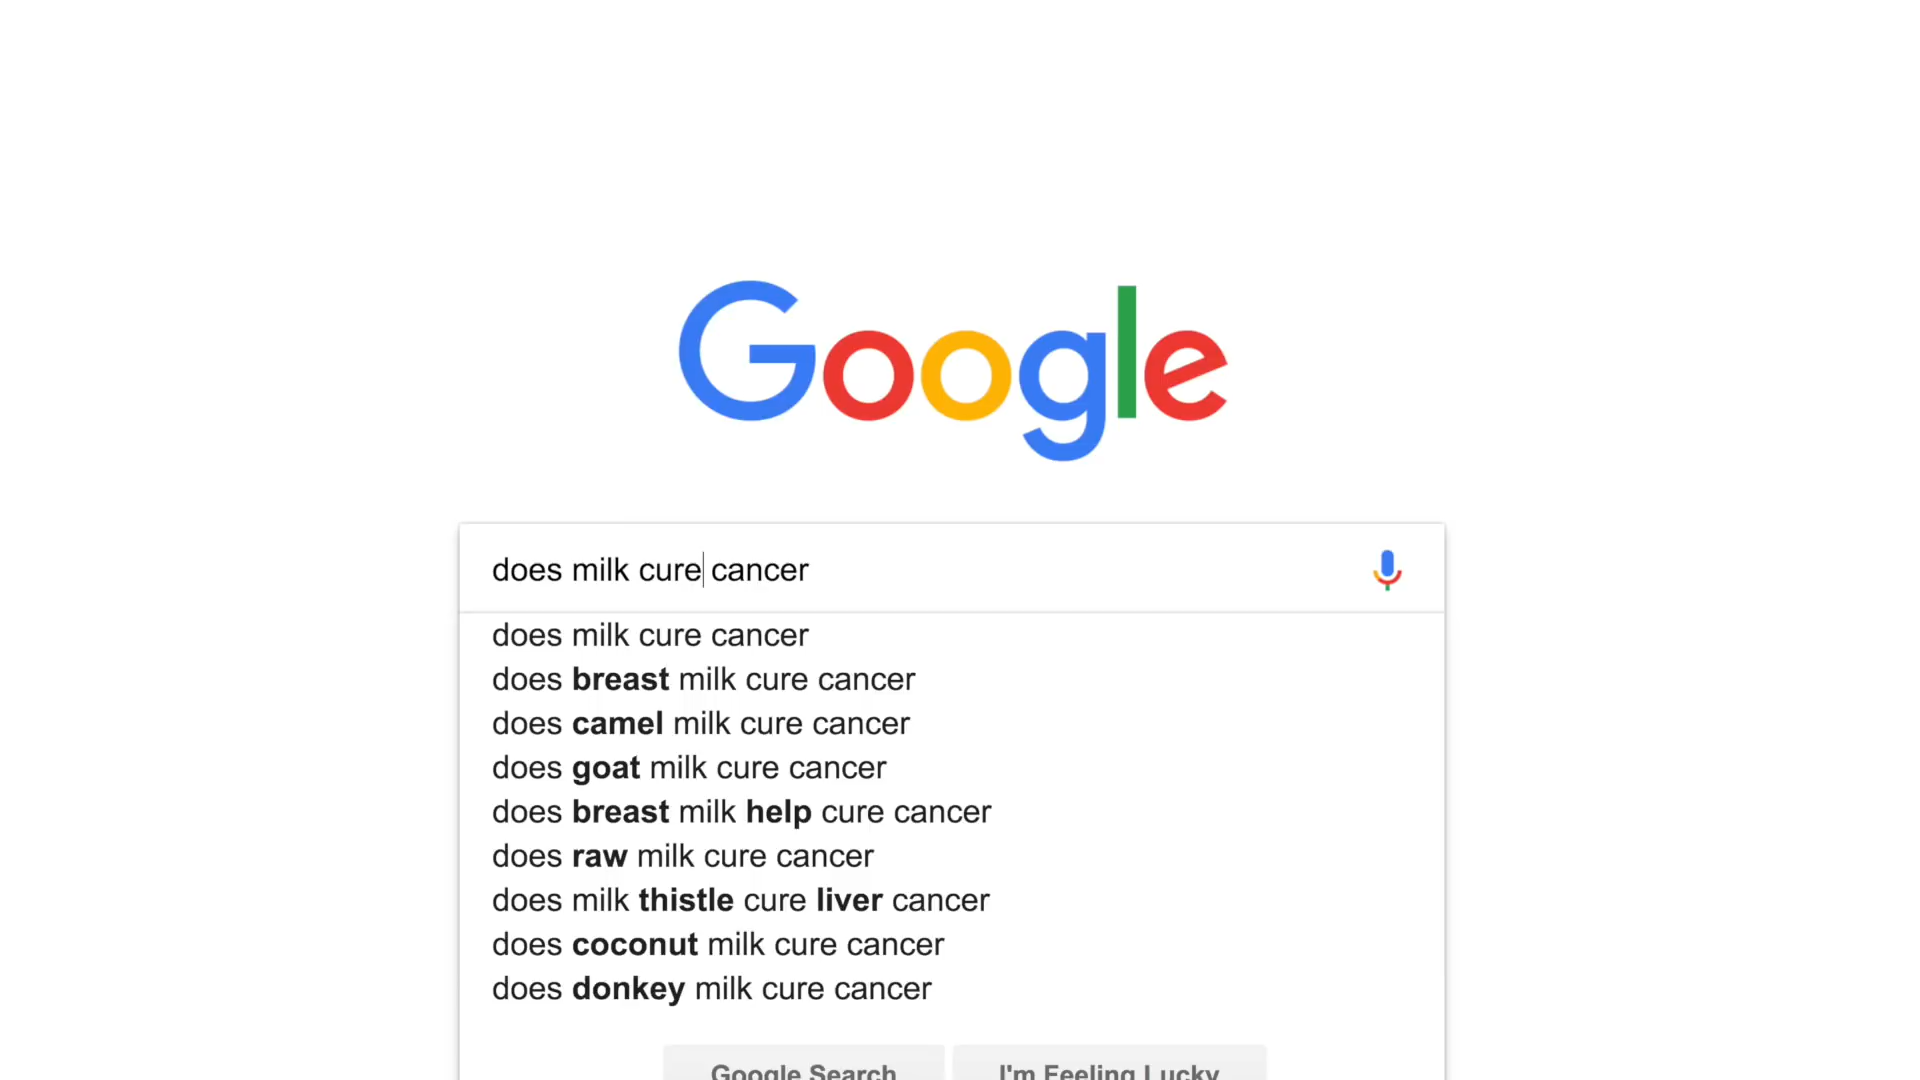 Google
does milk cure cancer
does milk cure cancer
does breast milk cure cancer
does camel milk cure cancer
does goat milk cure cancer
does breast milk help cure cancer
does raw milk cure cancer
does milk thistle cure liver cancer
does coconut milk cure cancer
does donkey milk cure cancer
Google Search I'm Feeling Lucky